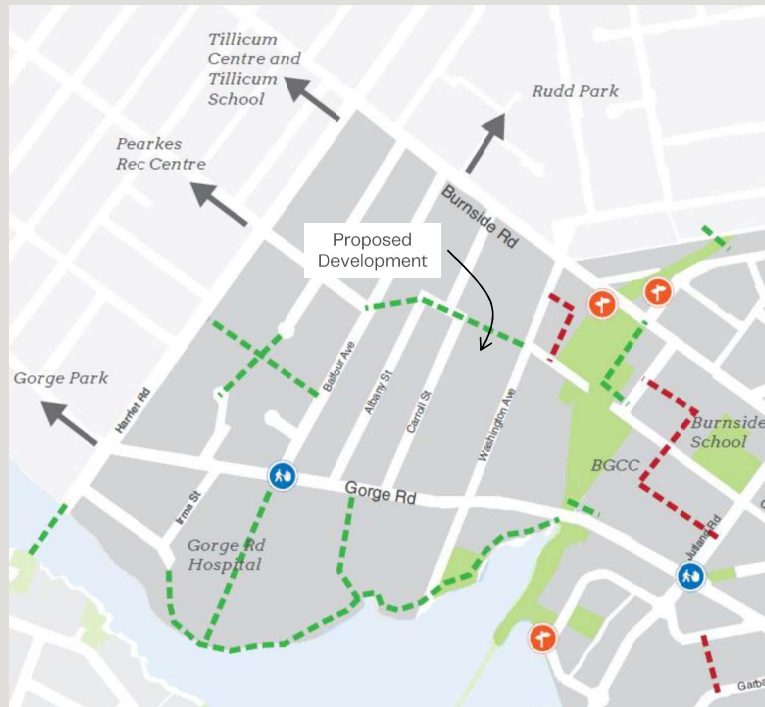 Tillicum
Centre and
Tillicum
School
Rudd Park
Pearkes
Rec Centre
Burnside Rd
Proposed
Development
Gorge Park
Harriet Rd
Balfour Ave
Albany St
Carroll St
Washington Ave
Burnside
School
BGCC
Irma St
Gorge Rd
Gorge Rd
Hospital
Jutland Rd